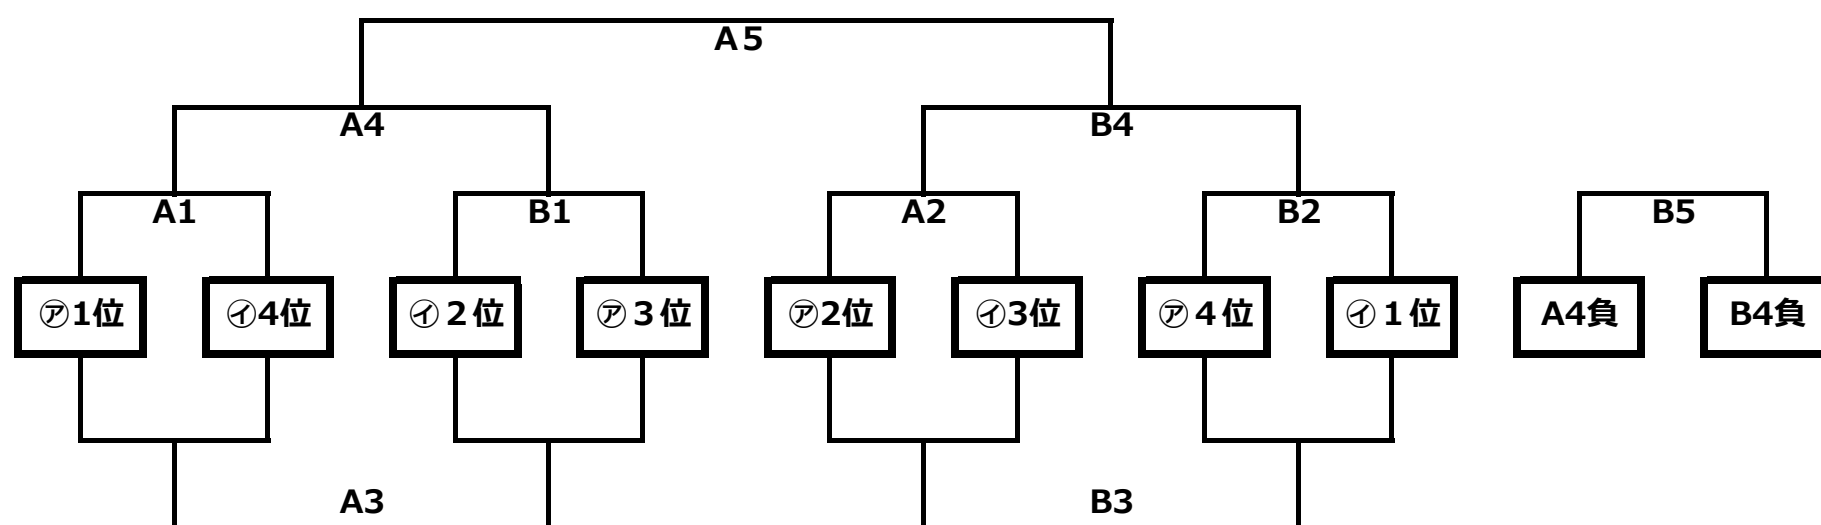 A５
A4 B4
A1 B1 A2 B2 B5
㋐1位 ㋑4位 ㋑２位 ㋐３位 ㋐2位 ㋑3位 ㋐４位 ㋑１位 A4負 B4負
A3 B3